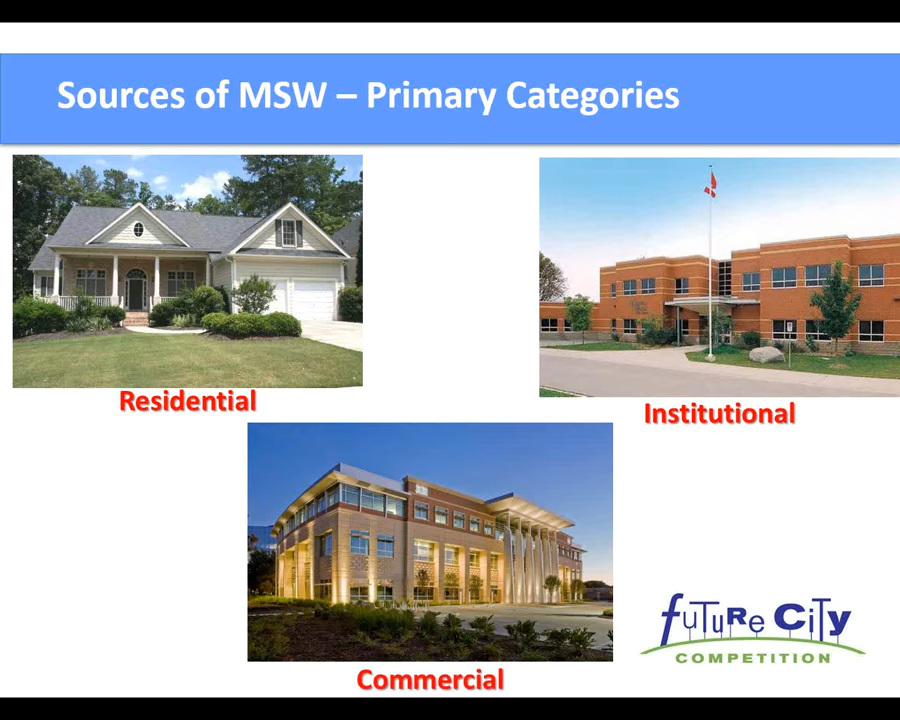 Sources of MSW – Primary Categories
Residential
Institutional
Commercial
fuTuRe CiTy
COMPETITION